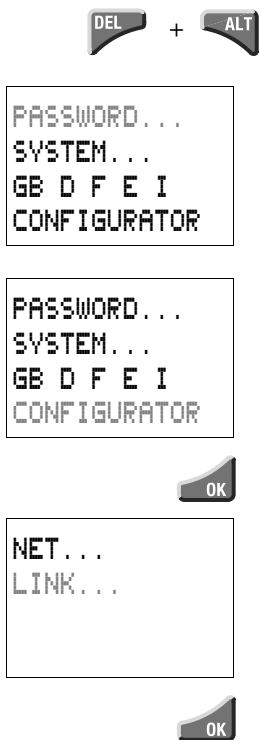 DEL + ALT
PASSWORD...
SYSTEM...
GB D F E I
CONFIGURATOR
PASSWORD...
SYSTEM...
GB D F E I
CONFIGURATOR
OK
NET...
LINK...
OK